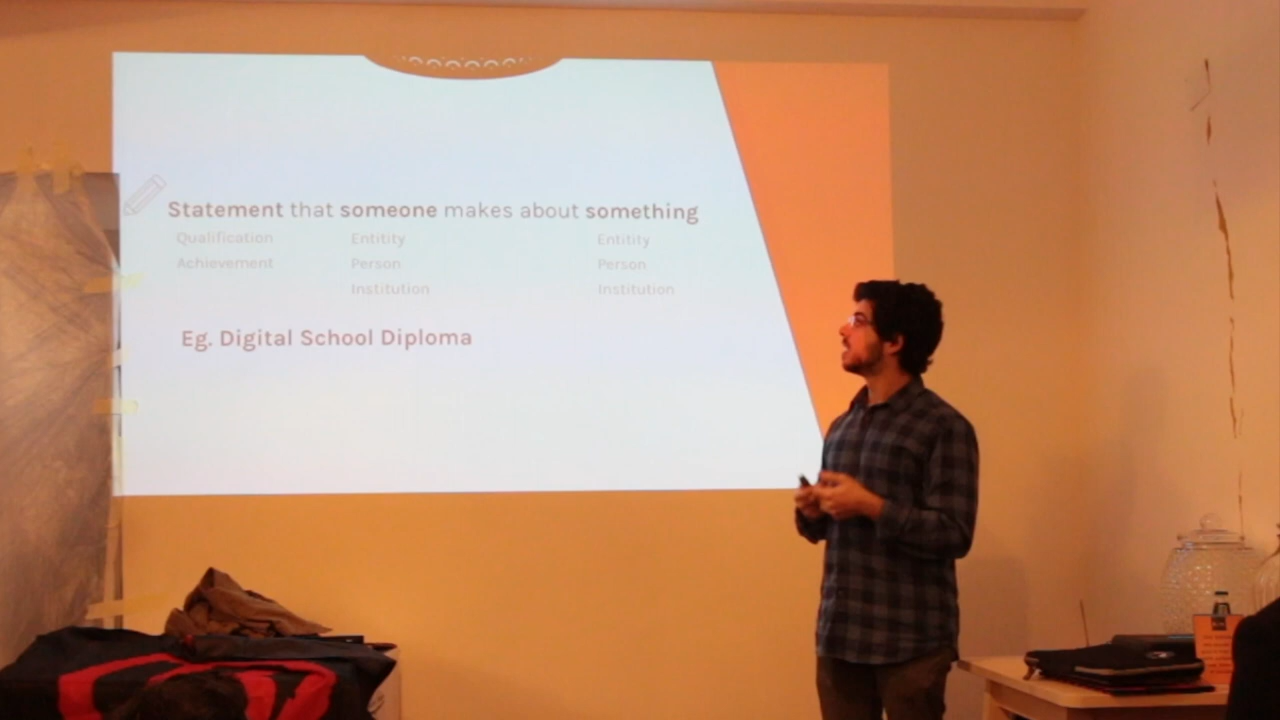 Statement that someone makes about something
Qualification Entitity Entitity
Achievement Person Person
Institution Institution
Eg. Digital School Diploma